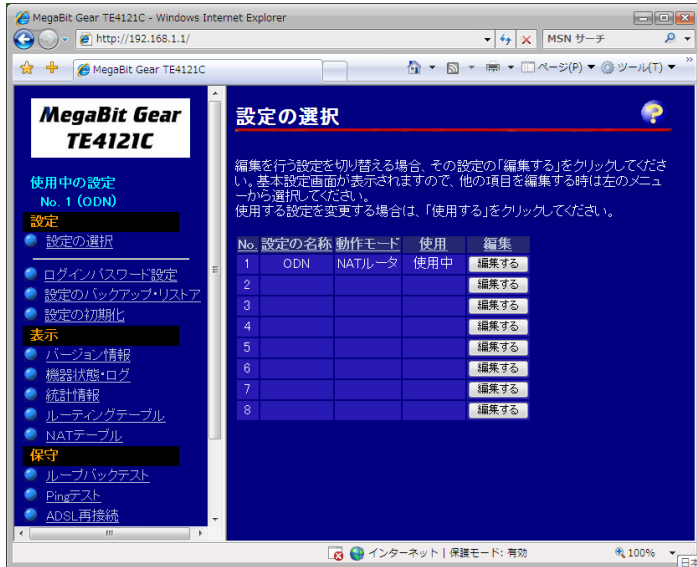 MegaBit Gear TE4121C - Windows Internet Explorer
http://192.168.1.1/
MSN サーチ
MegaBit Gear TE4121C
ページ(P)
ツール(T)
»
MegaBit Gear
TE4121C
使用中の設定
No. 1 (ODN)
設定
設定の選択
ログインパスワード設定
設定のバックアップ・リストア
設定の初期化
表示
バージョン情報
機器状態・ログ
統計情報
ルーティングテーブル
NATテーブル
保守
ループバックテスト
Pingテスト
ADSL再接続
設定の選択
?
編集を行う設定を切り替える場合、その設定の「編集する」をクリックしてくださ
い。基本設定画面が表示されますので、他の項目を編集する時は左のメニュ
ーから選択してください。
使用する設定を変更する場合は、「使用する」をクリックしてください。
No. 設定の名称 動作モード 使用 編集
1 ODN NATルータ 使用中 編集する
2 編集する
3 編集する
4 編集する
5 編集する
6 編集する
7 編集する
8 編集する
インターネット | 保護モード: 有効
100%